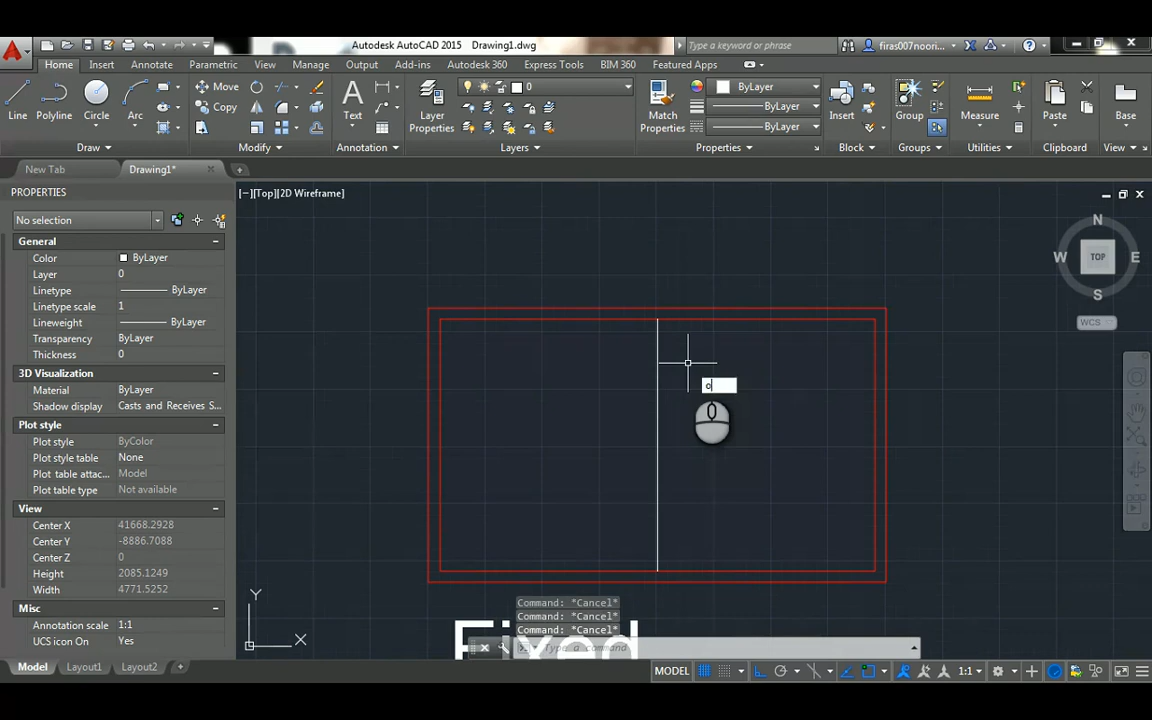 Autodesk AutoCAD 2015 Drawing1.dwg
Type a keyword or phrase
firas007noori...
Home Insert Annotate Parametric View Manage Output Add-ins Autodesk 360 Express Tools BIM 360 Featured Apps
Line Polyline Circle Arc
Move
Copy
Text
Layer
Properties
0
Match
Properties
ByLayer
ByLayer
ByLayer
Insert
Group
Measure
Paste
Base
Draw Modify Annotation Layers Properties Block Groups Utilities Clipboard View
New Tab Drawing1*
PROPERTIES
No selection
General
Color ByLayer
Layer 0
Linetype ByLayer
Linetype scale 1
Lineweight ByLayer
Transparency ByLayer
Thickness 0
3D Visualization
Material ByLayer
Shadow display Casts and Receives S...
Plot style
Plot style ByColor
Plot style table None
Plot table attac... Model
Plot table type Not available
View
Center X 41668.2928
Center Y -8886.7088
Center Z 0
Height 2085.1249
Width 4771.5252
Misc
Annotation scale 1:1
UCS icon On Yes
[−][Top][2D Wireframe]
N
W TOP E
S
WCS
o
Command: *Cancel*
Command: *Cancel*
Command: *Cancel*
Fixed
Type a command
Y
X
Model Layout1 Layout2
MODEL 1:1